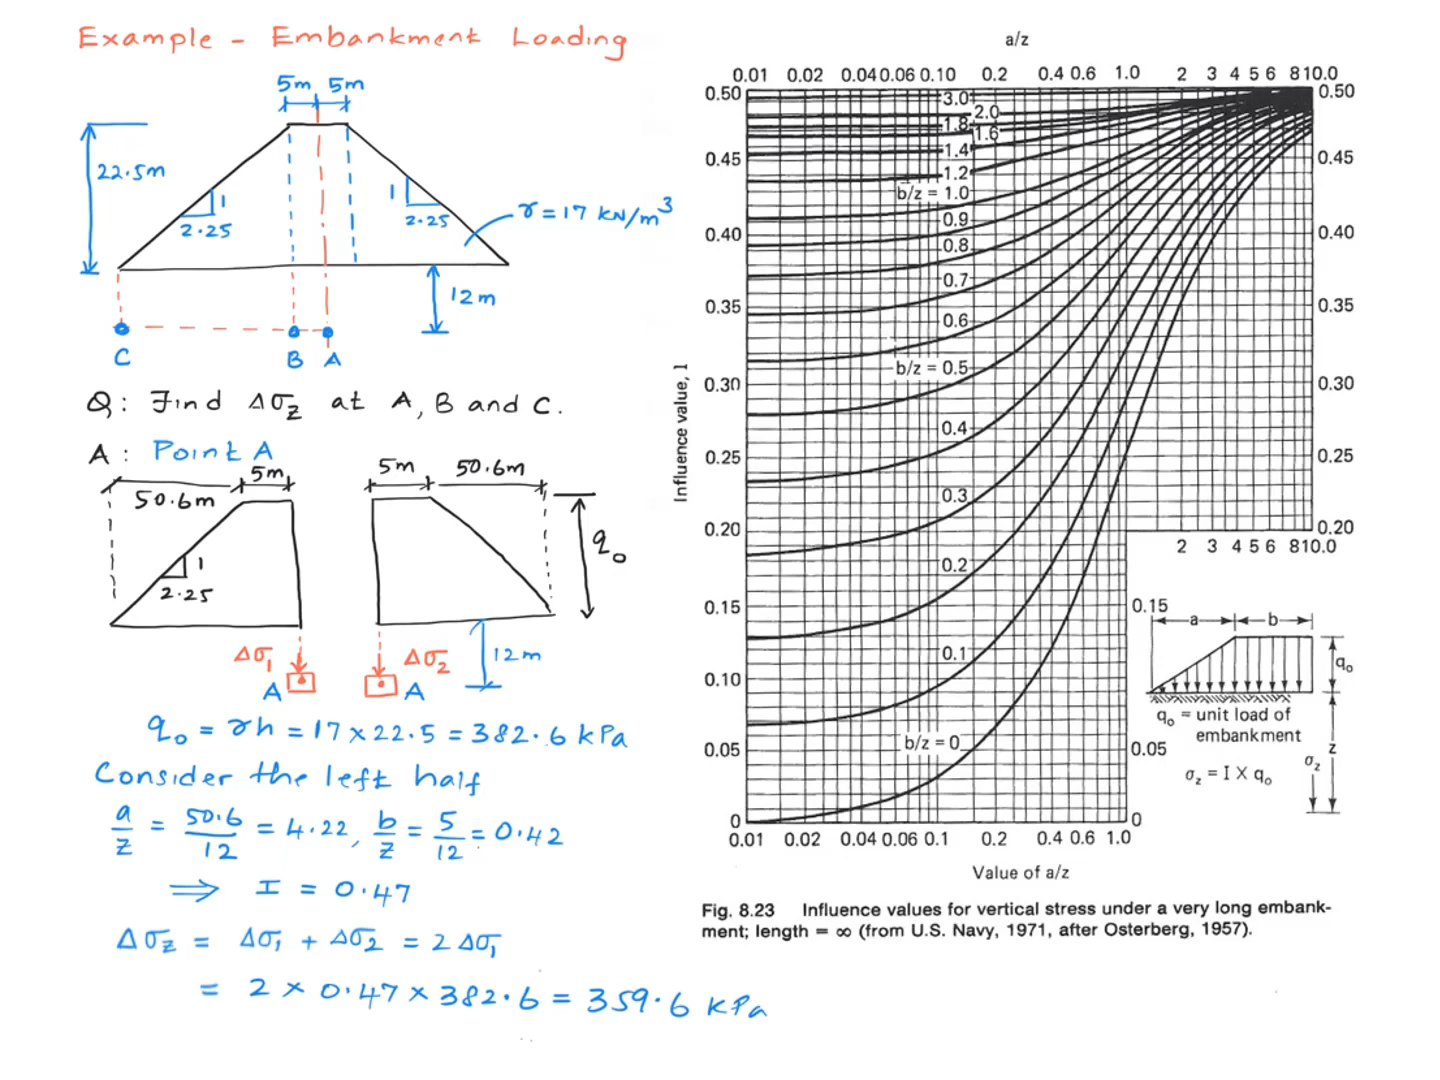 Example - Embankment Loading
5m 5m
22.5m
1
2.25
1
2.25
γ = 17 kN/m³
12m
C B A
Q: Find Δσz at A, B and C.
A: Point A
5m
50.6m
5m 50.6m
1
2.25
q₀
Δσ₁
A
Δσ₂
A
12m
q₀ = γh = 17 × 22.5 = 382.6 kPa
Consider the left half
a/z = 50.6/12 = 4.22, b/z = 5/12 = 0.42
⇒ I = 0.47
Δσz = Δσ₁ + Δσ₂ = 2Δσ₁
= 2 × 0.47 × 382.6 = 359.6 kPa
a/z
0.01 0.02 0.04 0.06 0.10 0.2 0.4 0.6 1.0 2 3 4 5 6 8 10.0
0.50
0.45
0.40
0.35
0.30
0.25
0.20
0.15
0.10
0.05
0
Influence value, I
3.0
2.0
1.8
1.6
1.4
1.2
b/z = 1.0
0.9
0.8
0.7
0.6
b/z = 0.5
0.4
0.3
0.2
0.1
b/z = 0
0.50
0.45
0.40
0.35
0.30
0.25
0.20
2 3 4 5 6 8 10.0
0.15
0.05
0
a b
q₀
q₀ = unit load of
embankment
z
σz
σz = I X q₀
0.01 0.02 0.04 0.06 0.1 0.2 0.4 0.6 1.0
Value of a/z
Fig. 8.23 Influence values for vertical stress under a very long embank-
ment; length = ∞ (from U.S. Navy, 1971, after Osterberg, 1957).